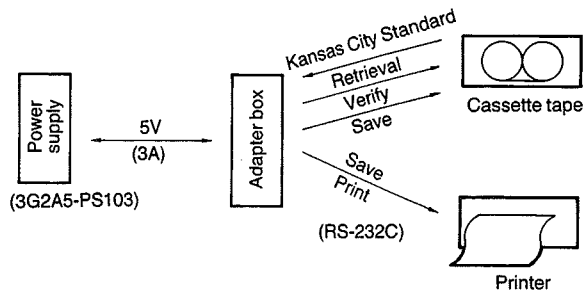 Kansas City Standard
Retrieval
Verify
Save
Cassette tape
Power
supply
5V
(3A)
Adapter box
(3G2A5-PS103)
Save
Print
(RS-232C)
Printer